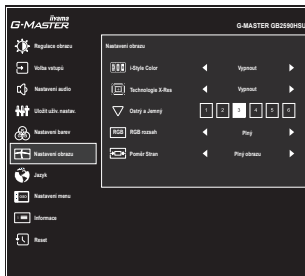 iiyama
G-MASTER
G-MASTER GB2590HSU
Regulace obrazu
Volba vstupů
Nastavení audio
Uložit uživ. nastav.
Nastavení barev
Nastavení obrazu
Jazyk
OSD
Nastavení menu
Informace
Reset
Nastavení obrazu
i-Style Color
Vypnout
Technologie X-Res
Vypnout
Ostrý a Jemný
1 2 3 4 5 6
RGB
RGB rozsah
Plný
Poměr Stran
Plný obrazu